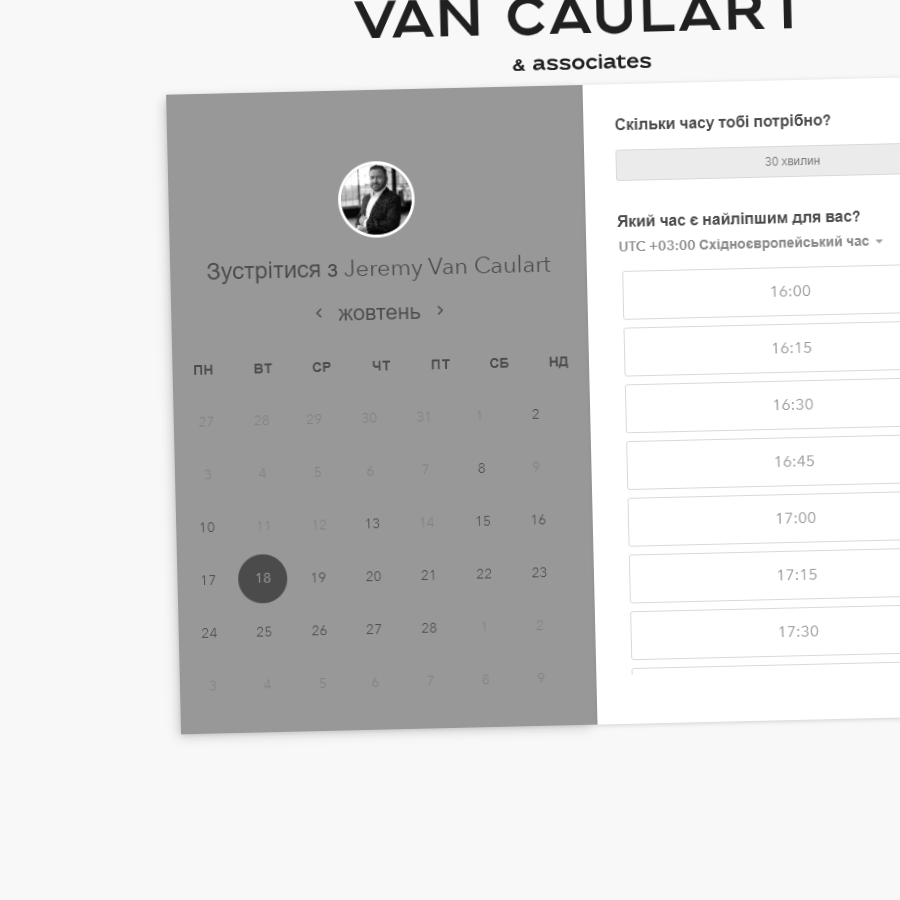 VAN CAULART
& associates
Зустрітися з Jeremy Van Caulart
‹ жовтень ›
ПН ВТ СР ЧТ ПТ СБ НД
27 28 29 30 31 1 2
3 4 5 6 7 8 9
10 11 12 13 14 15 16
17 18 19 20 21 22 23
24 25 26 27 28 1 2
3 4 5 6 7 8 9
Скільки часу тобі потрібно?
30 хвилин
Який час є найліпшим для вас?
UTC +03:00 Східноєвропейський час
16:00
16:15
16:30
16:45
17:00
17:15
17:30